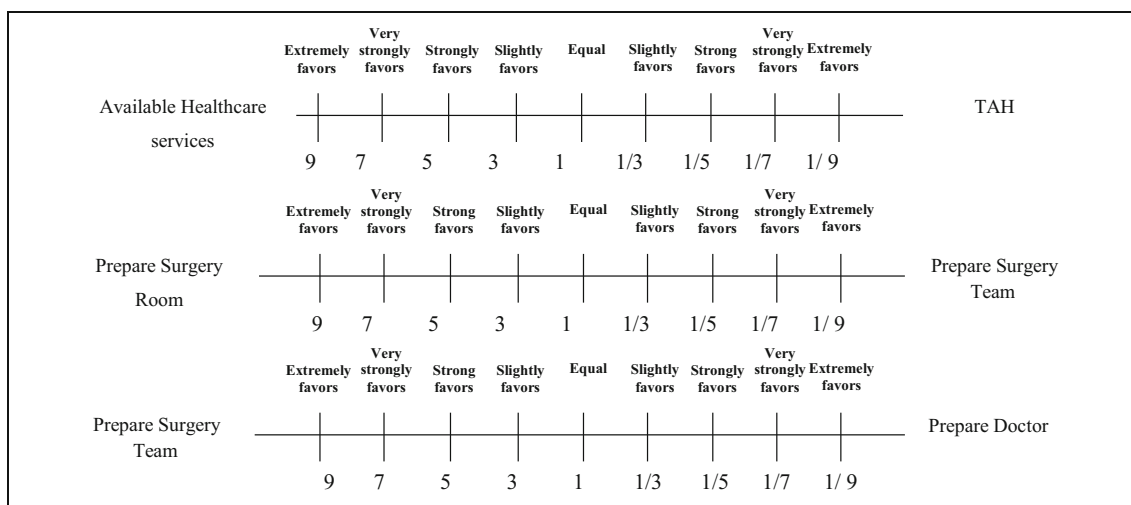 Extremely favors Very strongly favors Strongly favors Slightly favors Equal Slightly favors Strong favors Very strongly favors Extremely favors
Available Healthcare services TAH
9 7 5 3 1 1/3 1/5 1/7 1/ 9
Extremely favors Very strongly favors Strong favors Slightly favors Equal Slightly favors Strong favors Very strongly favors Extremely favors
Prepare Surgery Room Prepare Surgery Team
9 7 5 3 1 1/3 1/5 1/7 1/ 9
Extremely favors Very strongly favors Strong favors Slightly favors Equal Slightly favors Strongly favors Very strongly favors Extremely favors
Prepare Surgery Team Prepare Doctor
9 7 5 3 1 1/3 1/5 1/7 1/ 9